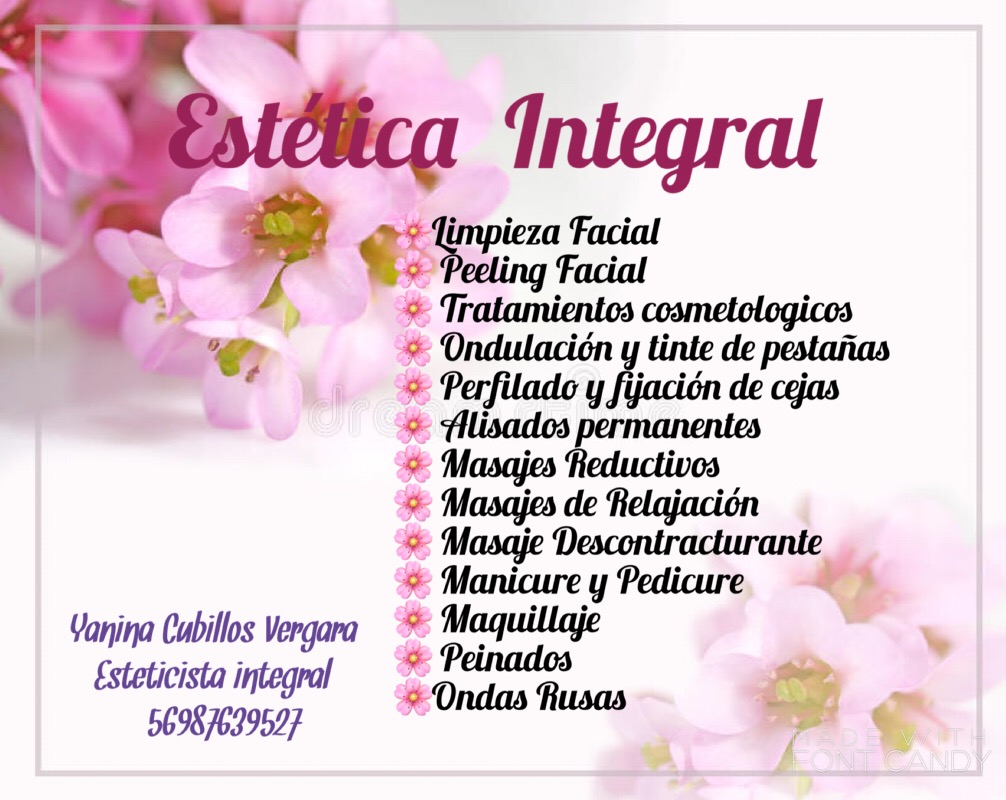 Estética Integral
Limpieza Facial
Peeling Facial
Tratamientos cosmetologicos
Ondulación y tinte de pestañas
Perfilado y fijación de cejas
Alisados permanentes
Masajes Reductivos
Masajes de Relajación
Masaje Descontracturante
Manicure y Pedicure
Maquillaje
Peinados
Ondas Rusas
Yanina Cubillos Vergara
Esteticista integral
56987639527
MADE WITH
FONT CANDY